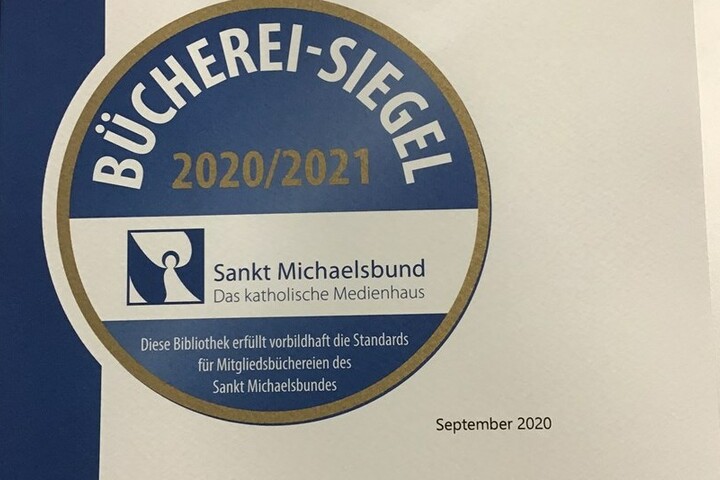 BÜCHEREI-SIEGEL
2020/2021
Sankt Michaelsbund
Das katholische Medienhaus
Diese Bibliothek erfüllt vorbildhaft die Standards
für Mitgliedsbüchereien des
Sankt Michaelsbundes
September 2020